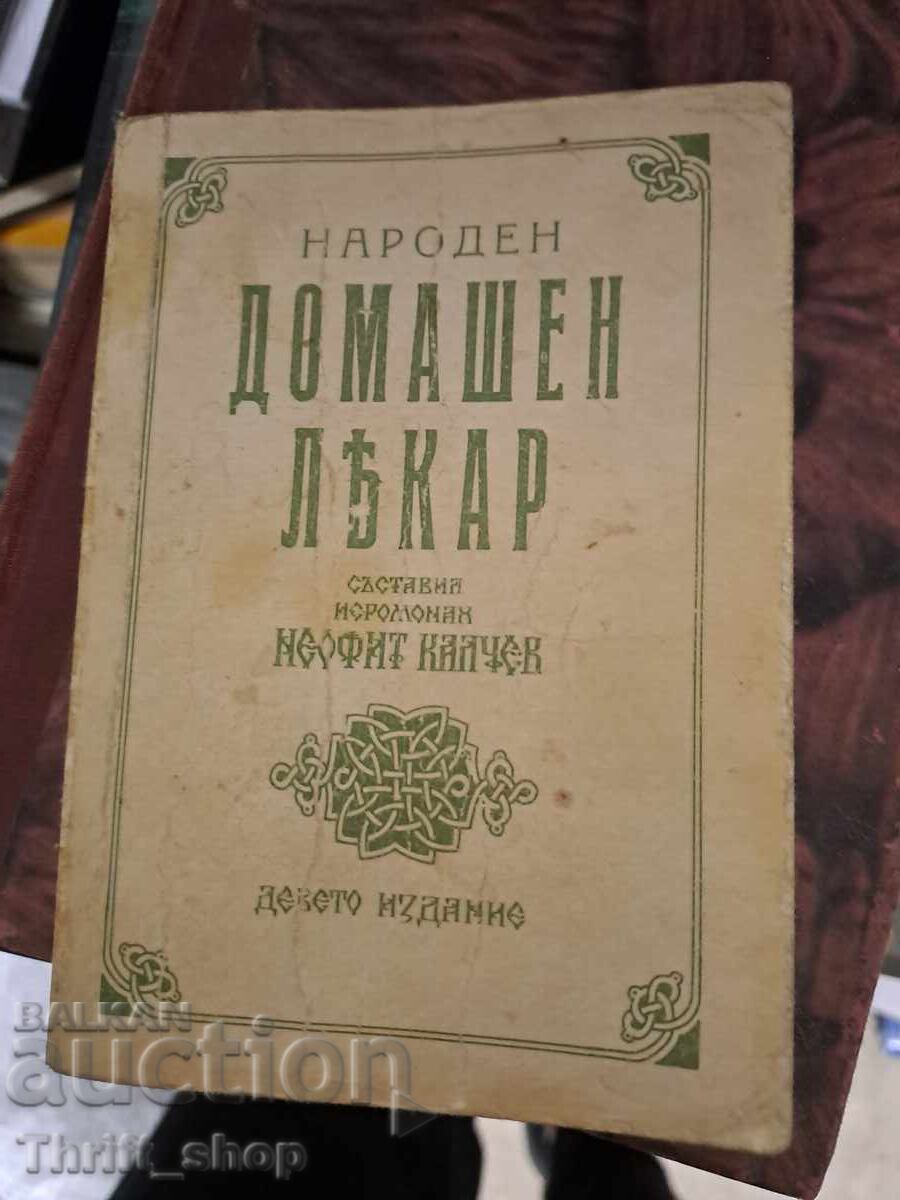 НАРОДЕН
ДОМАШЕН
ЛѢКАР
СЪСТАВИЛ
ИЕРОМОНАХ
НЕОФИТ КАЛЧЕВ
ДЕВЕТО ИЗДАНИЕ
BALKAN
auction
Thrift_shop